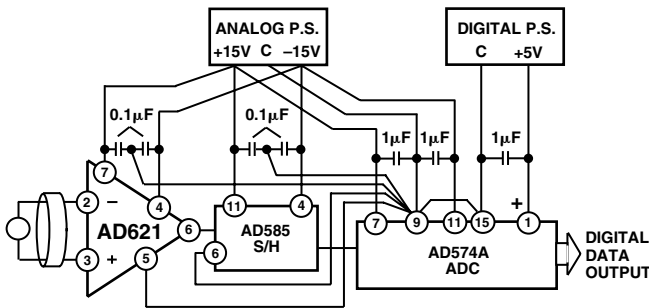 ANALOG P.S.
+15V C –15V
DIGITAL P.S.
C +5V
0.1µF
0.1µF
1µF
1µF
1µF
7
2
–
4
AD621
6
3
+
5
11
4
AD585
S/H
6
7
9
11
15
+
1
AD574A
ADC
DIGITAL
DATA
OUTPUT